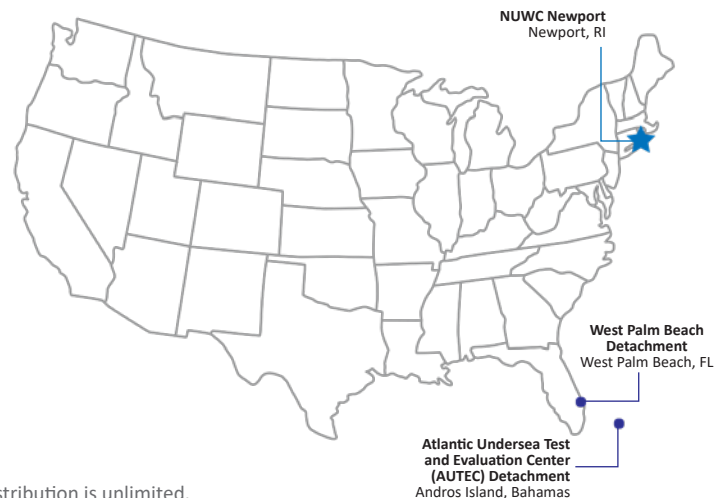 NUWC Newport
Newport, RI
West Palm Beach
Detachment
West Palm Beach, FL
Atlantic Undersea Test
and Evaluation Center
(AUTEC) Detachment
Andros Island, Bahamas
distribution is unlimited.